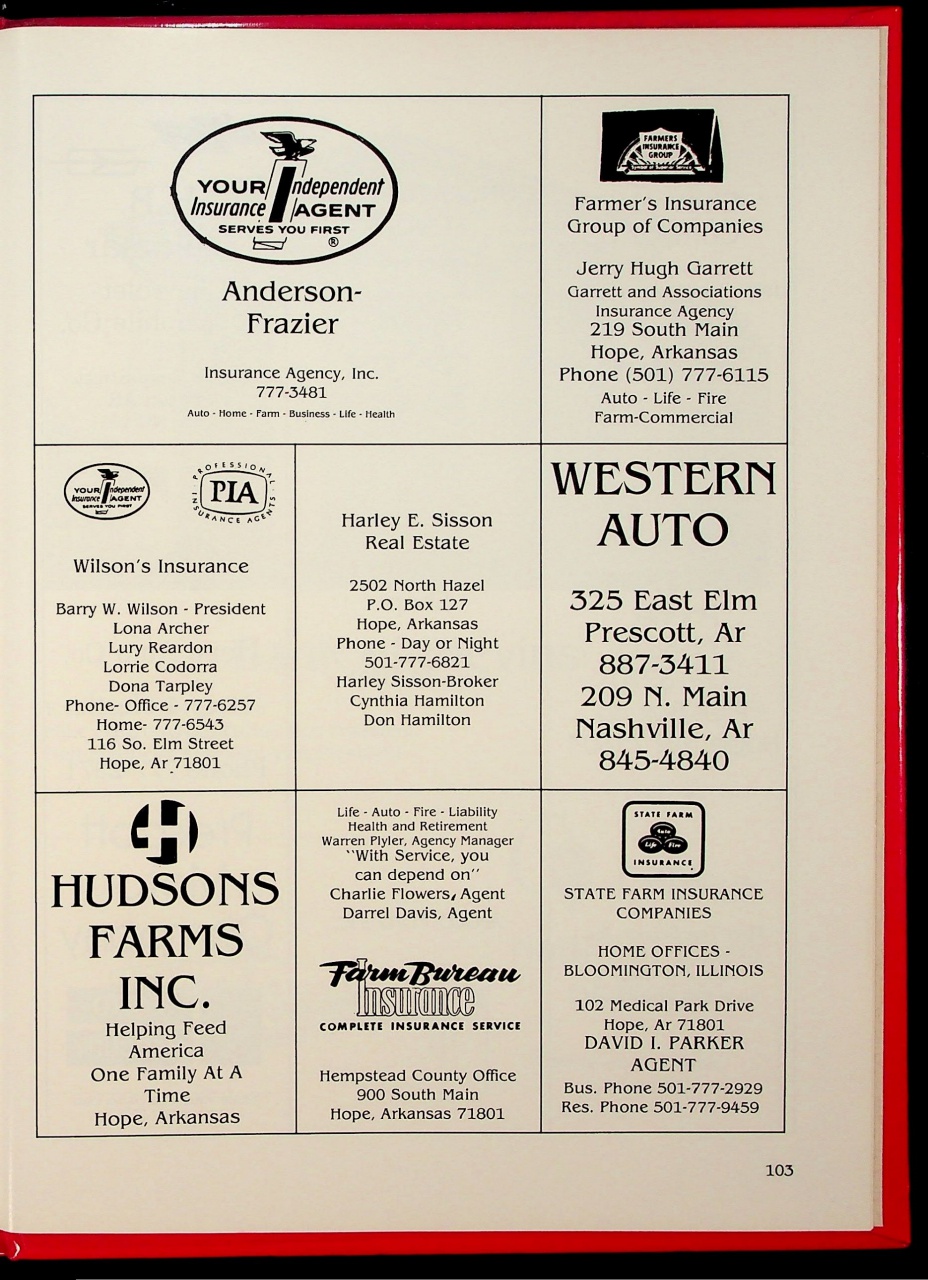 YOUR Independent
Insurance AGENT
SERVES YOU FIRST
®
Anderson-
Frazier
Insurance Agency, Inc.
777-3481
Auto - Home - Farm - Business - Life - Health
FARMERS
INSURANCE
GROUP
Farmer's Insurance
Group of Companies
Jerry Hugh Garrett
Garrett and Associations
Insurance Agency
219 South Main
Hope, Arkansas
Phone (501) 777-6115
Auto - Life - Fire
Farm-Commercial
YOUR Independent
Insurance AGENT
SERVES YOU FIRST
PROFESSIONAL
PIA
INSURANCE AGENTS
Wilson's Insurance
Barry W. Wilson - President
Lona Archer
Lury Reardon
Lorrie Codorra
Dona Tarpley
Phone- Office - 777-6257
Home- 777-6543
116 So. Elm Street
Hope, Ar 71801
Harley E. Sisson
Real Estate
2502 North Hazel
P.O. Box 127
Hope, Arkansas
Phone - Day or Night
501-777-6821
Harley Sisson-Broker
Cynthia Hamilton
Don Hamilton
WESTERN
AUTO
325 East Elm
Prescott, Ar
887-3411
209 N. Main
Nashville, Ar
845-4840
H
HUDSONS
FARMS
INC.
Helping Feed
America
One Family At A
Time
Hope, Arkansas
Life - Auto - Fire - Liability
Health and Retirement
Warren Plyler, Agency Manager
"With Service, you
can depend on"
Charlie Flowers, Agent
Darrel Davis, Agent
Farm Bureau
Insurance
COMPLETE INSURANCE SERVICE
Hempstead County Office
900 South Main
Hope, Arkansas 71801
STATE FARM
Auto
Life Fire
INSURANCE
STATE FARM INSURANCE
COMPANIES
HOME OFFICES -
BLOOMINGTON, ILLINOIS
102 Medical Park Drive
Hope, Ar 71801
DAVID I. PARKER
AGENT
Bus. Phone 501-777-2929
Res. Phone 501-777-9459
103